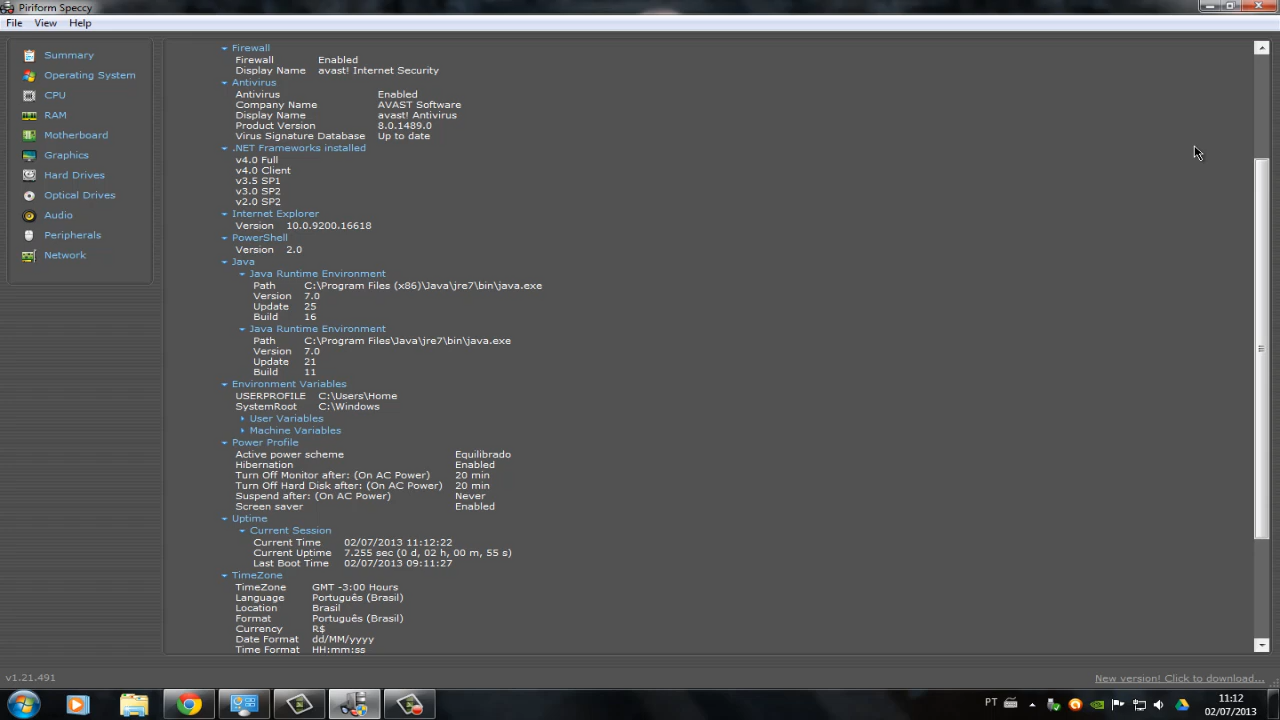 Piriform Speccy
File View Help
Summary
Operating System
CPU
RAM
Motherboard
Graphics
Hard Drives
Optical Drives
Audio
Peripherals
Network
Firewall
Firewall Enabled
Display Name avast! Internet Security
Antivirus
Antivirus Enabled
Company Name AVAST Software
Display Name avast! Antivirus
Product Version 8.0.1489.0
Virus Signature Database Up to date
.NET Frameworks installed
v4.0 Full
v4.0 Client
v3.5 SP1
v3.0 SP2
v2.0 SP2
Internet Explorer
Version 10.0.9200.16618
PowerShell
Version 2.0
Java
Java Runtime Environment
Path C:\Program Files (x86)\Java\jre7\bin\java.exe
Version 7.0
Update 25
Build 16
Java Runtime Environment
Path C:\Program Files\Java\jre7\bin\java.exe
Version 7.0
Update 21
Build 11
Environment Variables
USERPROFILE C:\Users\Home
SystemRoot C:\Windows
User Variables
Machine Variables
Power Profile
Active power scheme Equilibrado
Hibernation Enabled
Turn Off Monitor after: (On AC Power) 20 min
Turn Off Hard Disk after: (On AC Power) 20 min
Suspend after: (On AC Power) Never
Screen saver Enabled
Uptime
Current Session
Current Time 02/07/2013 11:12:22
Current Uptime 7.255 sec (0 d, 02 h, 00 m, 55 s)
Last Boot Time 02/07/2013 09:11:27
TimeZone
TimeZone GMT -3:00 Hours
Language Português (Brasil)
Location Brasil
Format Português (Brasil)
Currency R$
Date Format dd/MM/yyyy
Time Format HH:mm:ss
v1.21.491
New version! Click to download...
PT
11:12
02/07/2013